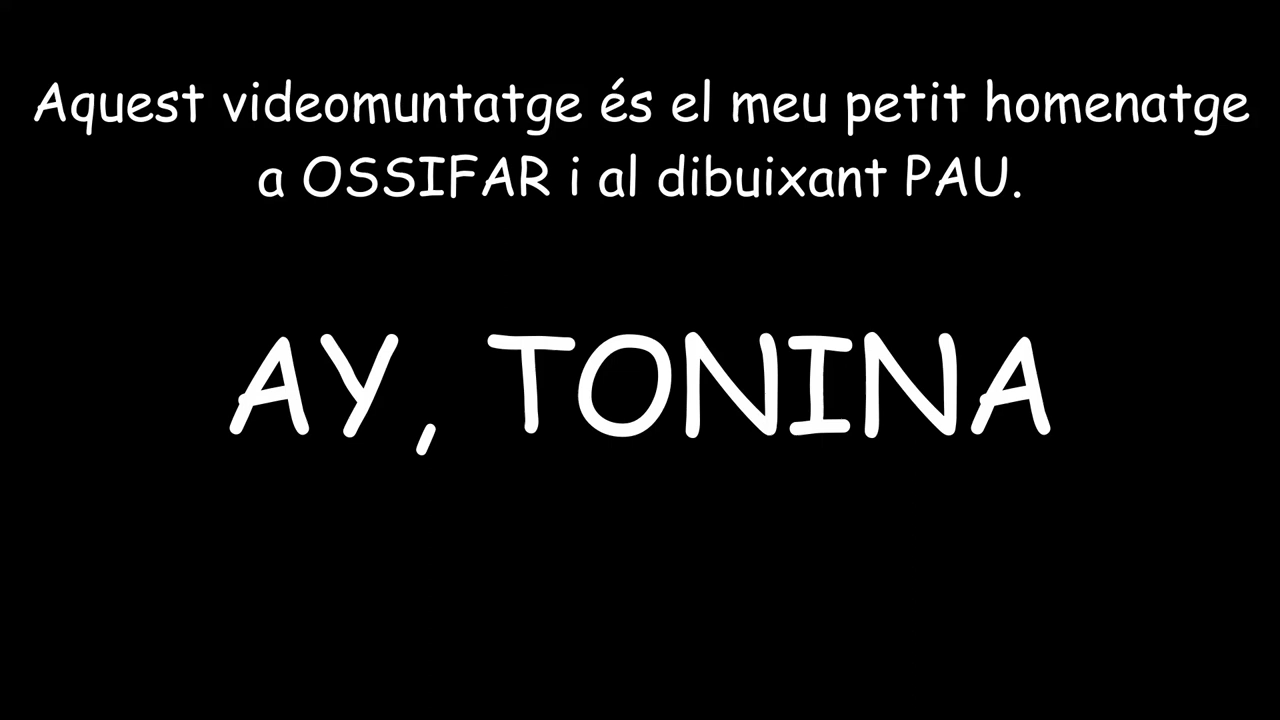 Aquest videomuntatge és el meu petit homenatge
a OSSIFAR i al dibuixant PAU.
AY, TONINA